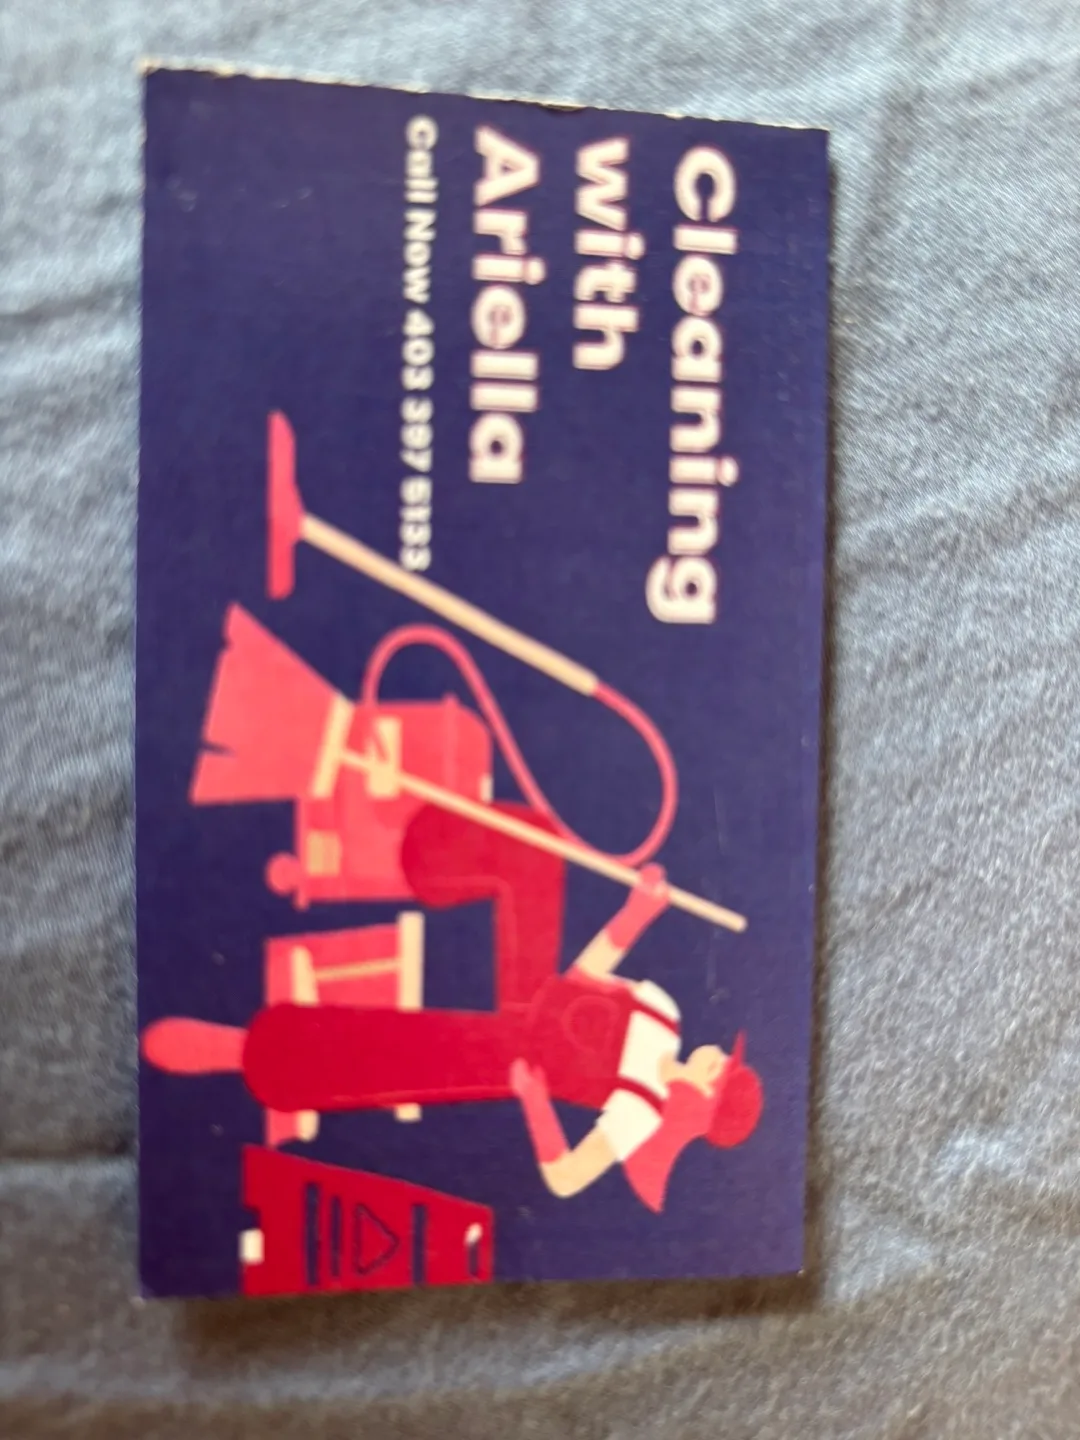 Cleaning
with
Ariella
Call Now 403 397 5133